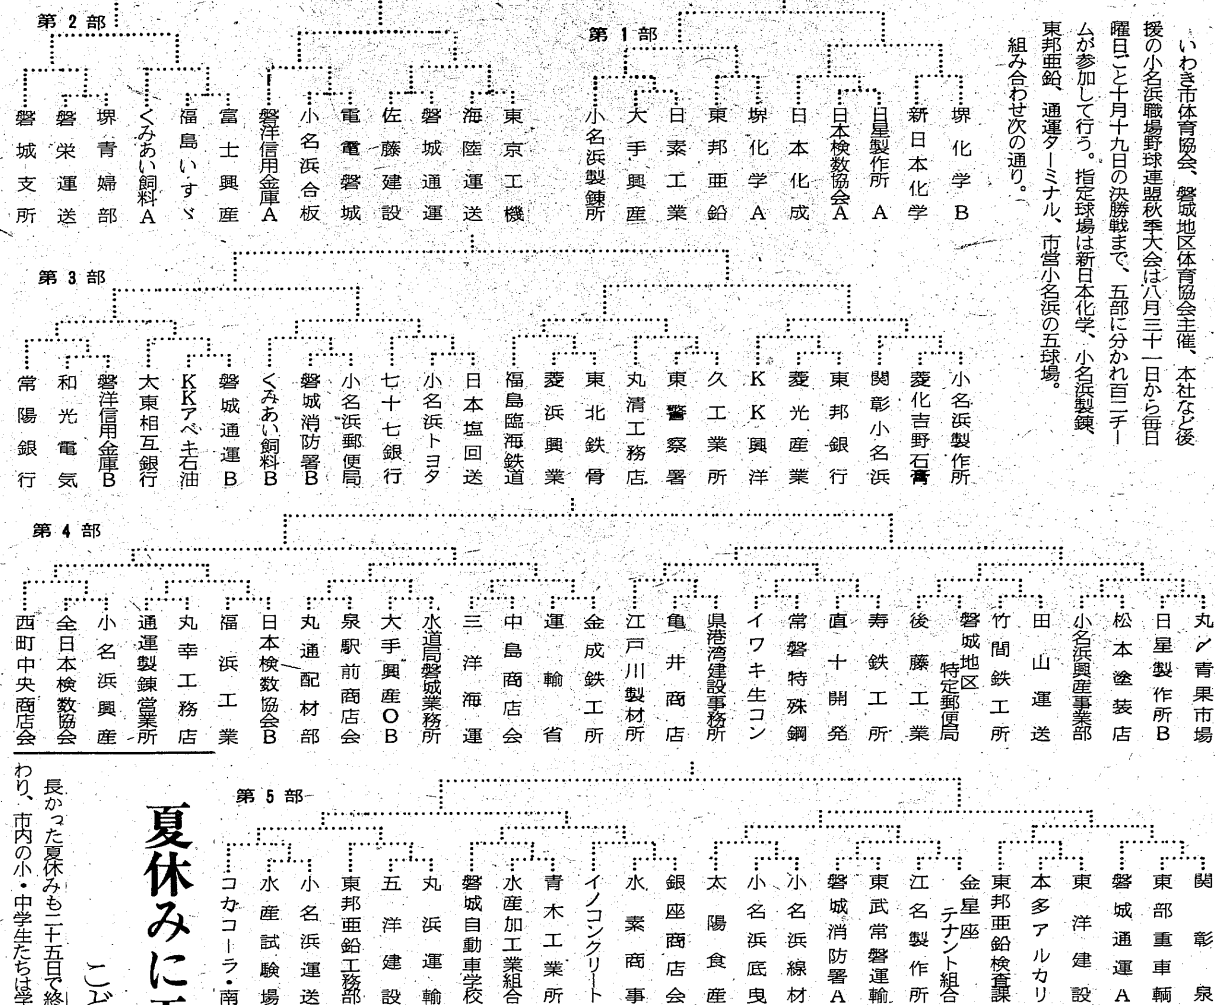 いわき市体育協会、磐城地区体育協会主催、本社など後
援の小名浜職場野球連盟秋季大会は八月三十一日から毎日
曜日ごと十月十九日の決勝戦まで、五部に分かれ百二チー
ムが参加して行う。指定球場は新日本化学、小名浜製錬、
東邦亜鉛、通運ターミナル、市営小名浜の五球場。
組み合わせ次の通り。
第1部
堺化学B
新日本化学
日星製作所A
日本検数協会A
日本化成
堺化学A
東邦亜鉛
日素工業
大手興産
小名浜製錬所
第2部
東京工機
海陸運送
磐城通運
佐藤建設
電電磐城
小名浜合板
磐洋信用金庫A
富士興産
福島いすゞ
くみあい飼料A
堺青婦部
磐栄運送
磐城支所
第3部
小名浜製作所
菱化吉野石膏
関彰小名浜
東邦銀行
菱光産業
KK興洋
久工業所
東警察署
丸清工務店
東北鉄骨
菱浜興業
福島臨海鉄道
日本塩回送
小名浜トヨタ
七十七銀行
小名浜郵便局
磐城消防署B
くみあい飼料B
磐城通運B
KKアベキ石油
大東相互銀行
磐洋信用金庫B
和光電気
常陽銀行
第4部
丸〆青果市場
日星製作所B
松本塗装店
小名浜興産事業部
田山運送
竹間鉄工所
磐城地区
特定郵便局
後藤工業
寿鉄工所
直十開発
常磐特殊鋼
イワキ生コン
県港湾建設事務所
亀井商店
江戸川製材所
金成鉄工所
運輸省
中島商店会
三洋海運
水道局磐城業務所
大手興産OB
泉駅前商店会
丸通配材部
日本検数協会B
福浜工業
丸幸工務店
通運製錬営業所
小名浜興産
全日本検数協会
西町中央商店会
第5部
関彰泉
東部重車輌
磐城通運A
東洋建設
本多アルカリ
東邦亜鉛検査課
金星座
テナント組合
江名製作所
東武常磐運輸
磐城消防署A
小名浜線材
小名浜底曳
太陽食産
銀座商店会
水素商事
イノコンクリート
青木工業所
水産加工業組合
磐城自動車学校
丸浜運輸
五洋建設
東邦亜鉛工務部
小名浜運送
水産試験場
コカコーラ・南
夏休みに
こど
長かった夏休みも二十五日で終
わり、市内の小・中学生たちは学